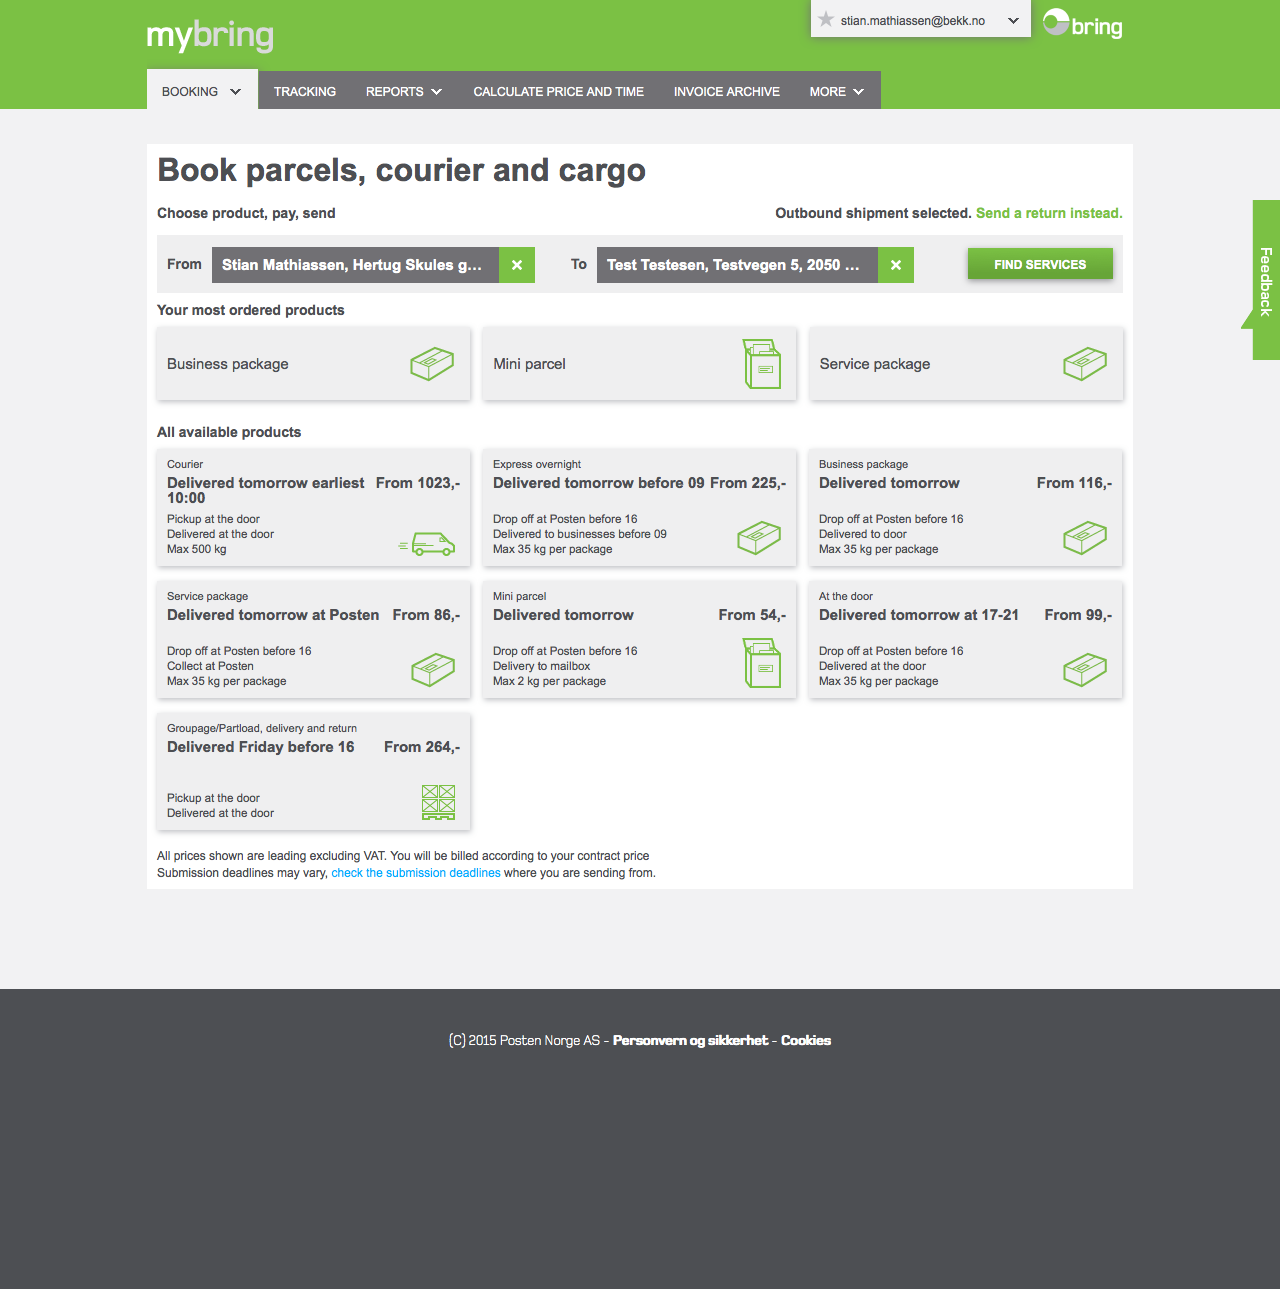 mybring
stian.mathiassen@bekk.no
bring
BOOKING
TRACKING
REPORTS
CALCULATE PRICE AND TIME
INVOICE ARCHIVE
MORE
Book parcels, courier and cargo
Choose product, pay, send
Outbound shipment selected. Send a return instead.
Feedback
From
Stian Mathiassen, Hertug Skules g...
To
Test Testesen, Testvegen 5, 2050 ...
FIND SERVICES
Your most ordered products
Business package
Mini parcel
Service package
All available products
Courier
Delivered tomorrow earliest
10:00
From 1023,-
Pickup at the door
Delivered at the door
Max 500 kg
Express overnight
Delivered tomorrow before 09
From 225,-
Drop off at Posten before 16
Delivered to businesses before 09
Max 35 kg per package
Business package
Delivered tomorrow
From 116,-
Drop off at Posten before 16
Delivered to door
Max 35 kg per package
Service package
Delivered tomorrow at Posten
From 86,-
Drop off at Posten before 16
Collect at Posten
Max 35 kg per package
Mini parcel
Delivered tomorrow
From 54,-
Drop off at Posten before 16
Delivery to mailbox
Max 2 kg per package
At the door
Delivered tomorrow at 17-21
From 99,-
Drop off at Posten before 16
Delivered at the door
Max 35 kg per package
Groupage/Partload, delivery and return
Delivered Friday before 16
From 264,-
Pickup at the door
Delivered at the door
All prices shown are leading excluding VAT. You will be billed according to your contract price
Submission deadlines may vary, check the submission deadlines where you are sending from.
(C) 2015 Posten Norge AS - Personvern og sikkerhet - Cookies